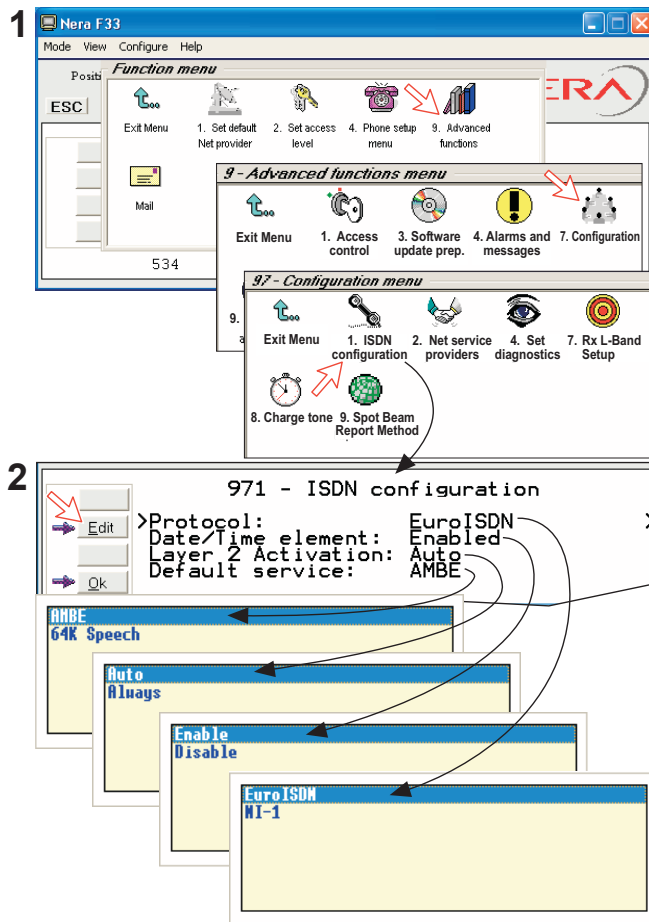 1
Nera F33
Mode View Configure Help
Positi
ESC
Function menu
ERA
Exit Menu
1. Set default Net provider
2. Set access level
4. Phone setup menu
9. Advanced functions
Mail
534
9 - Advanced functions menu
Exit Menu
1. Access control
3. Software update prep.
4. Alarms and messages
7. Configuration
9.
a
97 - Configuration menu
Exit Menu
1. ISDN configuration
2. Net service providers
4. Set diagnostics
7. Rx L-Band Setup
8. Charge tone
9. Spot Beam Report Method
2
971 - ISDN configuration
Edit
>Protocol: EuroISDN >
Date/Time element: Enabled
Layer 2 Activation: Auto
Default service: AMBE
Ok
AMBE
64K Speech
Auto
Always
Enable
Disable
EuroISDN
NI-1